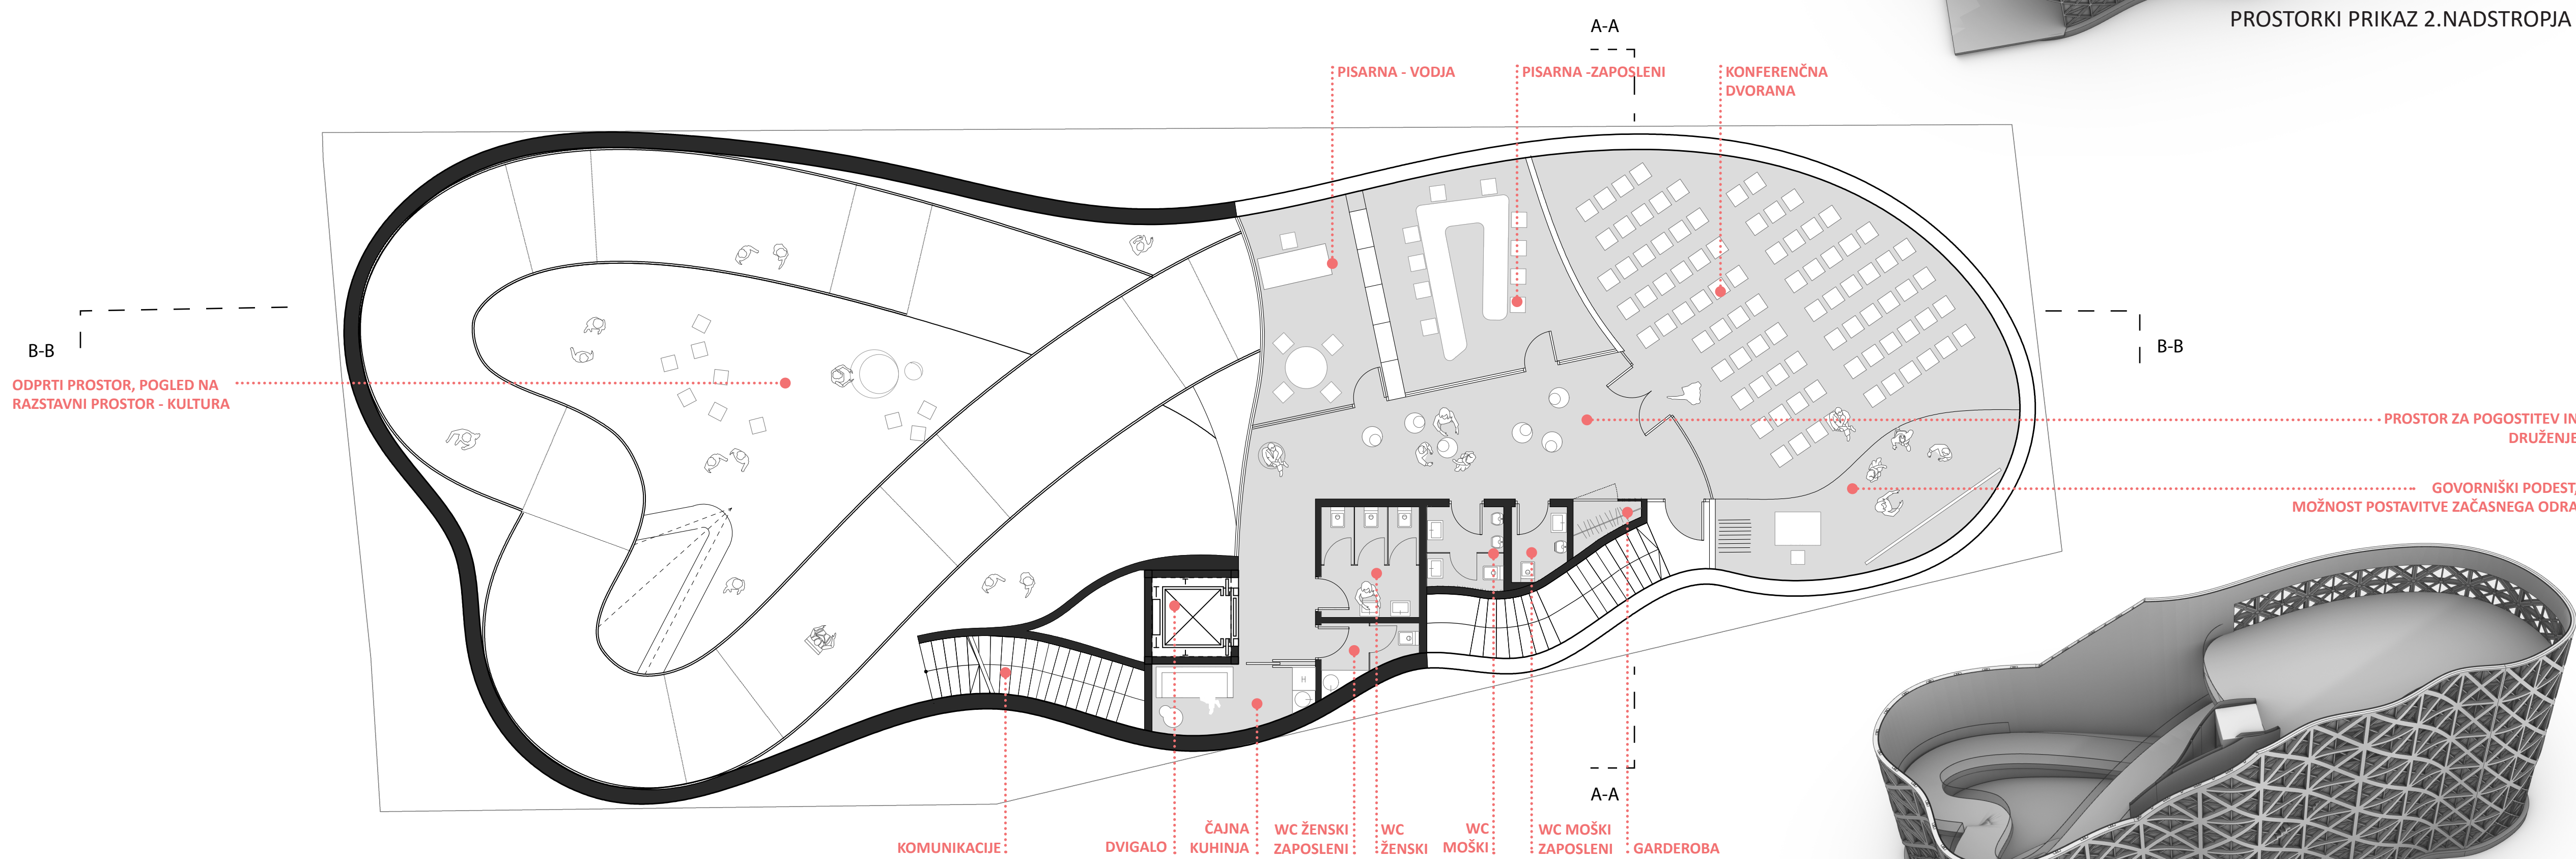 PROSTORKI PRIKAZ 2.NADSTROPJA
A-A
PISARNA - VODJA
PISARNA -ZAPOSLENI
KONFERENČNA
DVORANA
B-B
B-B
ODPRTI PROSTOR, POGLED NA
RAZSTAVNI PROSTOR - KULTURA
PROSTOR ZA POGOSTITEV IN
DRUŽENJE
GOVORNIŠKI PODEST,
MOŽNOST POSTAVITVE ZAČASNEGA ODRA
H
A-A
KOMUNIKACIJE
DVIGALO
ČAJNA
KUHINJA
WC ŽENSKI
ZAPOSLENI
WC
ŽENSKI
WC
MOŠKI
WC MOŠKI
ZAPOSLENI
GARDEROBA